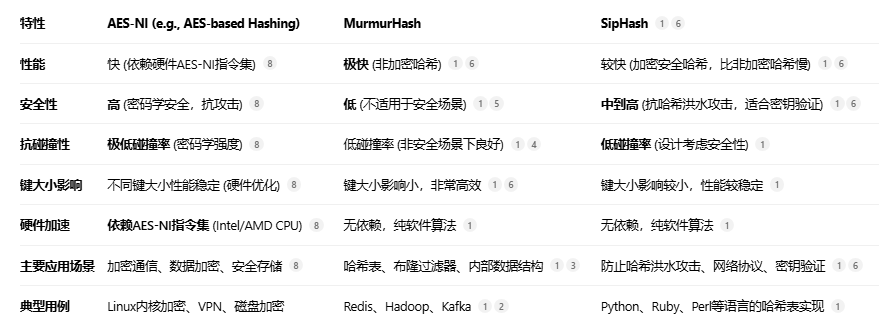 特性 AES-NI (e.g., AES-based Hashing) MurmurHash SipHash 1 6
性能 快 (依赖硬件AES-NI指令集) 8 极快 (非加密哈希) 1 6 较快 (加密安全哈希，比非加密哈希慢) 1 6
安全性 高 (密码学安全，抗攻击) 8 低 (不适用于安全场景) 1 5 中到高 (抗哈希洪水攻击，适合密钥验证) 1 6
抗碰撞性 极低碰撞率 (密码学强度) 8 低碰撞率 (非安全场景下良好) 1 4 低碰撞率 (设计考虑安全性) 1
键大小影响 不同键大小性能稳定 (硬件优化) 8 键大小影响小，非常高效 1 6 键大小影响较小，性能较稳定 1
硬件加速 依赖AES-NI指令集 (Intel/AMD CPU) 8 无依赖，纯软件算法 1 无依赖，纯软件算法 1
主要应用场景 加密通信、数据加密、安全存储 8 哈希表、布隆过滤器、内部数据结构 1 3 防止哈希洪水攻击、网络协议、密钥验证 1 6
典型用例 Linux内核加密、VPN、磁盘加密 Redis、Hadoop、Kafka 1 2 Python、Ruby、Perl等语言的哈希表实现 1